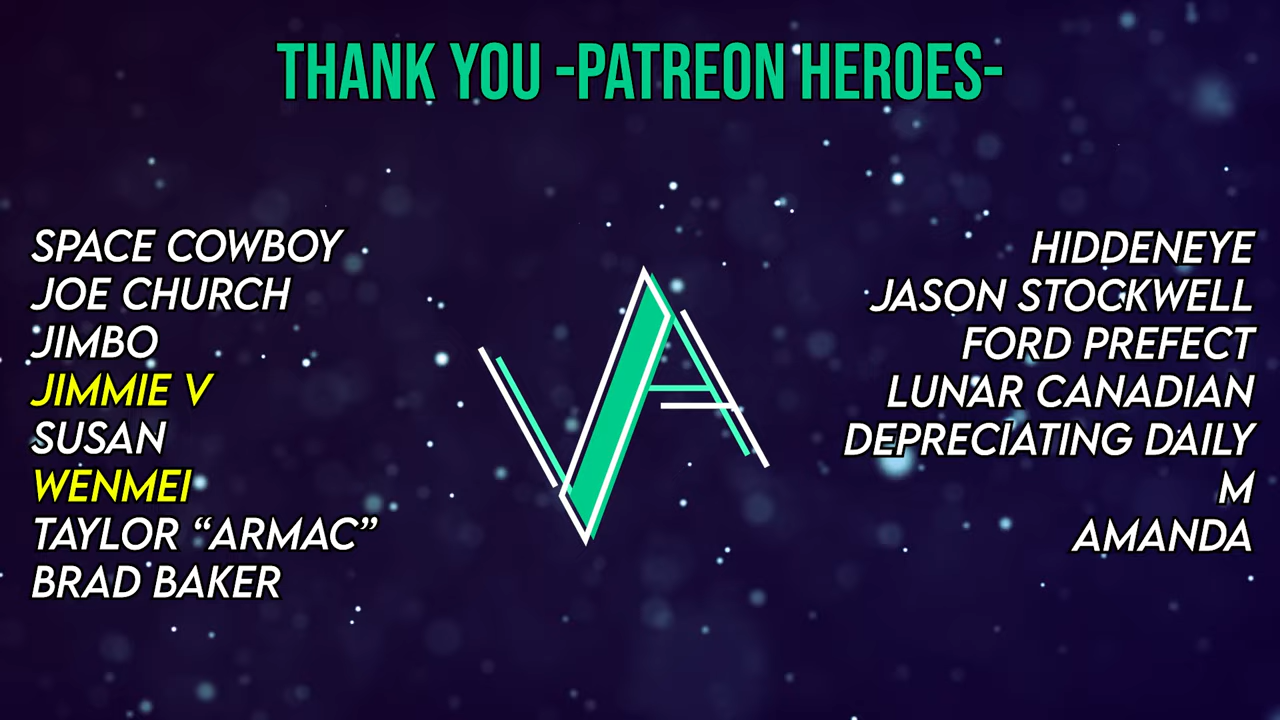 THANK YOU -PATREON HEROES-
SPACE COWBOY
JOE CHURCH
JIMBO
JIMMIE V
SUSAN
WENMEI
TAYLOR “ARMAC”
BRAD BAKER
VA
HIDDENEYE
JASON STOCKWELL
FORD PREFECT
LUNAR CANADIAN
DEPRECIATING DAILY
M
AMANDA